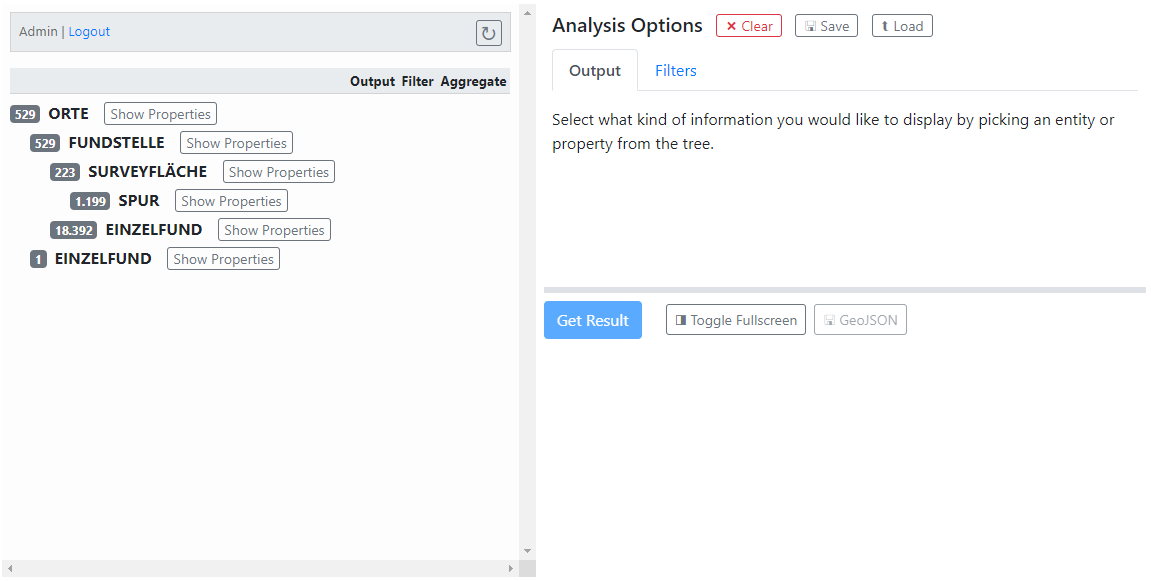 Admin | Logout
Output Filter Aggregate
529 ORTE Show Properties
529 FUNDSTELLE Show Properties
223 SURVEYFLÄCHE Show Properties
1.199 SPUR Show Properties
18.392 EINZELFUND Show Properties
1 EINZELFUND Show Properties
Analysis Options Clear Save Load
Output Filters
Select what kind of information you would like to display by picking an entity or
property from the tree.
Get Result Toggle Fullscreen GeoJSON